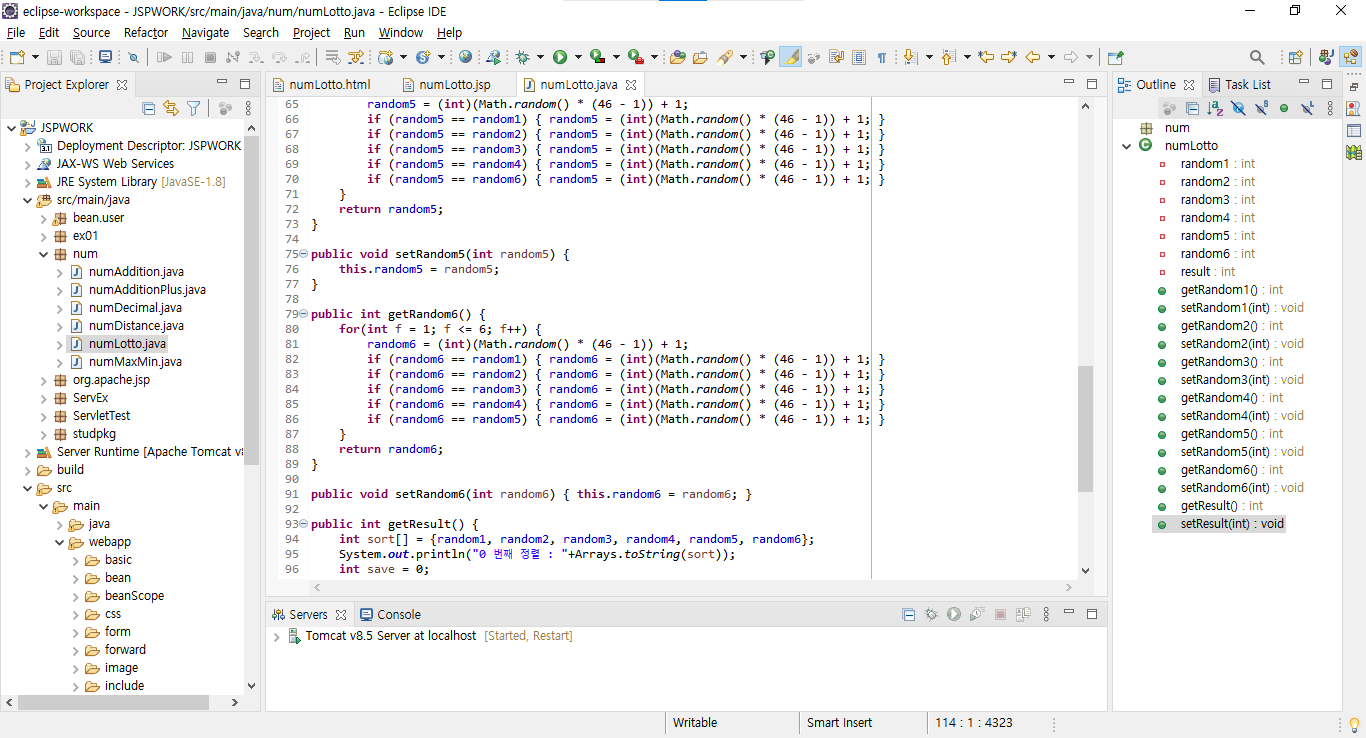 eclipse-workspace - JSPWORK/src/main/java/num/numLotto.java - Eclipse IDE
File Edit Source Refactor Navigate Search Project Run Window Help
Project Explorer
JSPWORK
Deployment Descriptor: JSPWORK
JAX-WS Web Services
JRE System Library [JavaSE-1.8]
src/main/java
bean.user
ex01
num
numAddition.java
numAdditionPlus.java
numDecimal.java
numDistance.java
numLotto.java
numMaxMin.java
org.apache.jsp
ServEx
ServletTest
studpkg
Server Runtime [Apache Tomcat v8
build
src
main
java
webapp
basic
bean
beanScope
css
form
forward
image
include
numLotto.html numLotto.jsp numLotto.java
65 random5 = (int)(Math.random() * (46 - 1)) + 1;
66 if (random5 == random1) { random5 = (int)(Math.random() * (46 - 1)) + 1; }
67 if (random5 == random2) { random5 = (int)(Math.random() * (46 - 1)) + 1; }
68 if (random5 == random3) { random5 = (int)(Math.random() * (46 - 1)) + 1; }
69 if (random5 == random4) { random5 = (int)(Math.random() * (46 - 1)) + 1; }
70 if (random5 == random6) { random5 = (int)(Math.random() * (46 - 1)) + 1; }
71 }
72 return random5;
73 }
74
75 public void setRandom5(int random5) {
76 this.random5 = random5;
77 }
78
79 public int getRandom6() {
80 for(int f = 1; f <= 6; f++) {
81 random6 = (int)(Math.random() * (46 - 1)) + 1;
82 if (random6 == random1) { random6 = (int)(Math.random() * (46 - 1)) + 1; }
83 if (random6 == random2) { random6 = (int)(Math.random() * (46 - 1)) + 1; }
84 if (random6 == random3) { random6 = (int)(Math.random() * (46 - 1)) + 1; }
85 if (random6 == random4) { random6 = (int)(Math.random() * (46 - 1)) + 1; }
86 if (random6 == random5) { random6 = (int)(Math.random() * (46 - 1)) + 1; }
87 }
88 return random6;
89 }
90
91 public void setRandom6(int random6) { this.random6 = random6; }
92
93 public int getResult() {
94 int sort[] = {random1, random2, random3, random4, random5, random6};
95 System.out.println("0 번째 정렬 : "+Arrays.toString(sort));
96 int save = 0;
Servers Console
Tomcat v8.5 Server at localhost [Started, Restart]
Outline Task List
num
numLotto
random1 : int
random2 : int
random3 : int
random4 : int
random5 : int
random6 : int
result : int
getRandom1() : int
setRandom1(int) : void
getRandom2() : int
setRandom2(int) : void
getRandom3() : int
setRandom3(int) : void
getRandom4() : int
setRandom4(int) : void
getRandom5() : int
setRandom5(int) : void
getRandom6() : int
setRandom6(int) : void
getResult() : int
setResult(int) : void
Writable Smart Insert 114 : 1 : 4323